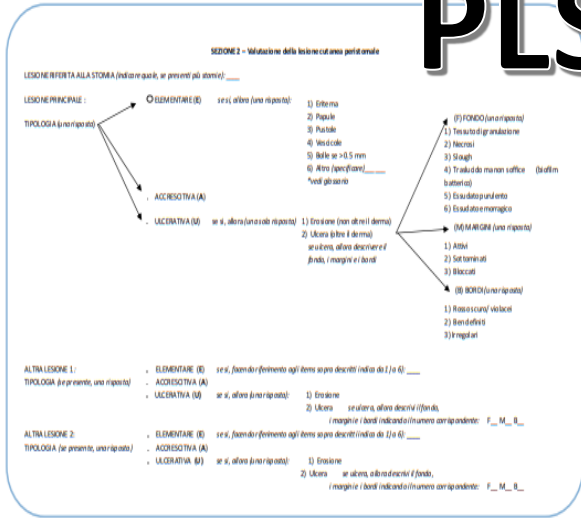 PLS
SEZIONE 2 – Valutazione della lesione cutanea peristomale
LESIONE RIFERITA ALLA STOMIA (indicare quale, se presenti più stomie): ____
LESIONE PRINCIPALE :
TIPOLOGIA (una risposta)
ELEMENTARE (E) se sì, allora (una risposta):
1) Eritema
2) Papule
3) Pustole
4) Vescicole
5) Bolle se >0.5 mm
6) Altro (specificare)_____
*vedi glossario
. ACCRESOTIVA (A)
. ULCERATIVA (U) se sì, allora (una sola risposta)
1) Erosione (non oltre il derma)
2) Ulcera (oltre il derma)
se ulcera, allora descrivere il
fondo, i margini e i bordi
(F) FONDO (una risposta)
1) Tessuto di granulazione
2) Necrosi
3) Slough
4) Traslucido ma non soffice (biofilm
batterico)
5) Essudato purulento
6) Essudato emorragico
(M) MARGINI (una risposta)
1) Attivi
2) Sottominati
3) Bloccati
(B) BORDI (una risposta)
1) Rosso scuro/ violacei
2) Ben definiti
3) Irregolari
ALTRA LESIONE 1:
TIPOLOGIA (se presente, una risposta)
. ELEMENTARE (E) se sì, facendo riferimento agli items sopra descritti indica da 1) a 6): ___
. ACCRESOTIVA (A)
. ULCERATIVA (U) se sì, allora (una risposta): 1) Erosione
2) Ulcera se ulcera, allora descrivi il fondo,
i margini e i bordi indicando il numero corrispondente: F__ M__ B__
ALTRA LESIONE 2:
TIPOLOGIA (se presente, una risposta)
. ELEMENTARE (E) se sì, facendo riferimento agli items sopra descritti indica da 1) a 6): ___
. ACCRESOTIVA (A)
. ULCERATIVA (U) se sì, allora (una risposta): 1) Erosione
2) Ulcera se ulcera, allora descrivi il fondo,
i margini e i bordi indicando il numero corrispondente: F__ M__ B__